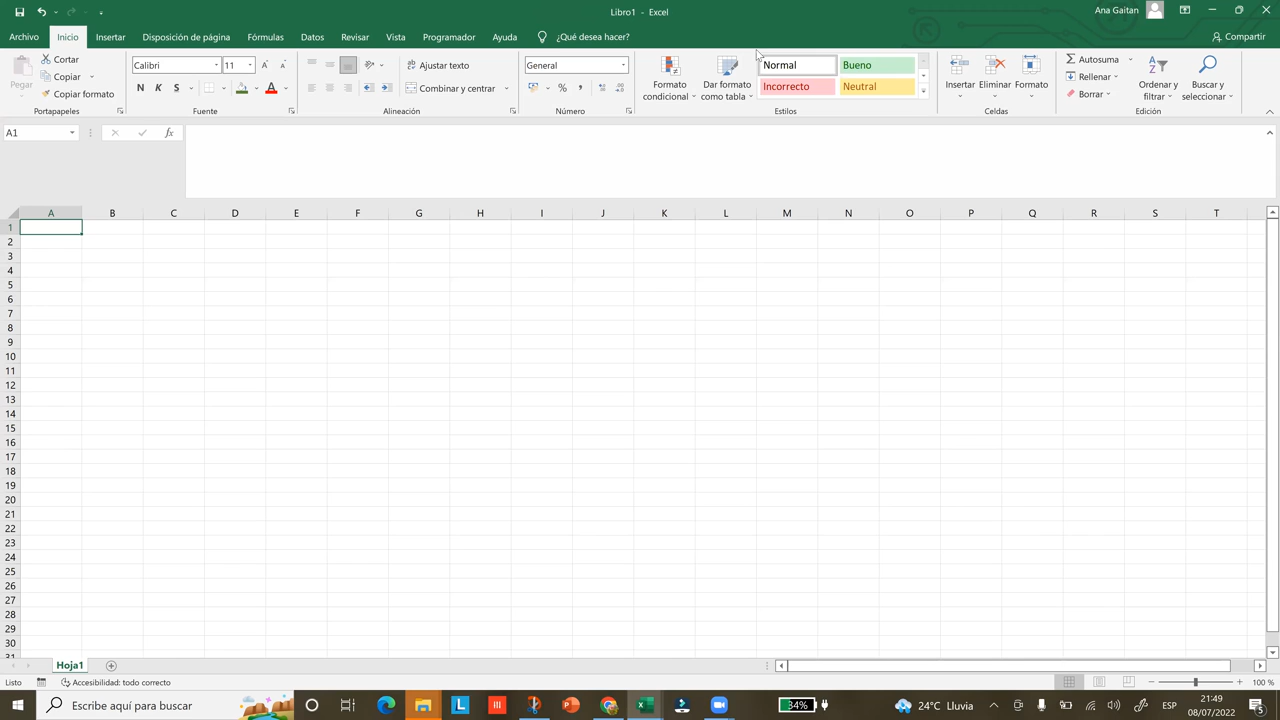 Libro1 - Excel
Ana Gaitan
Archivo Inicio Insertar Disposición de página Fórmulas Datos Revisar Vista Programador Ayuda ¿Qué desea hacer? Compartir
Pegar
Cortar
Copiar
Copiar formato
Portapapeles
Calibri 11
N K S
Fuente
Ajustar texto
Combinar y centrar
Alineación
General
%
Número
Formato condicional
Dar formato como tabla
Normal Bueno
Incorrecto Neutral
Estilos
Insertar Eliminar Formato
Celdas
Autosuma
Rellenar
Borrar
Ordenar y filtrar
Buscar y seleccionar
Edición
A1
fx
A B C D E F G H I J K L M N O P Q R S T
1
2
3
4
5
6
7
8
9
10
11
12
13
14
15
16
17
18
19
20
21
22
23
24
25
26
27
28
29
30
31
Hoja1
Listo Accesibilidad: todo correcto 100 %
Escribe aquí para buscar
34%
24°C Lluvia
ESP
21:49
08/07/2022
5